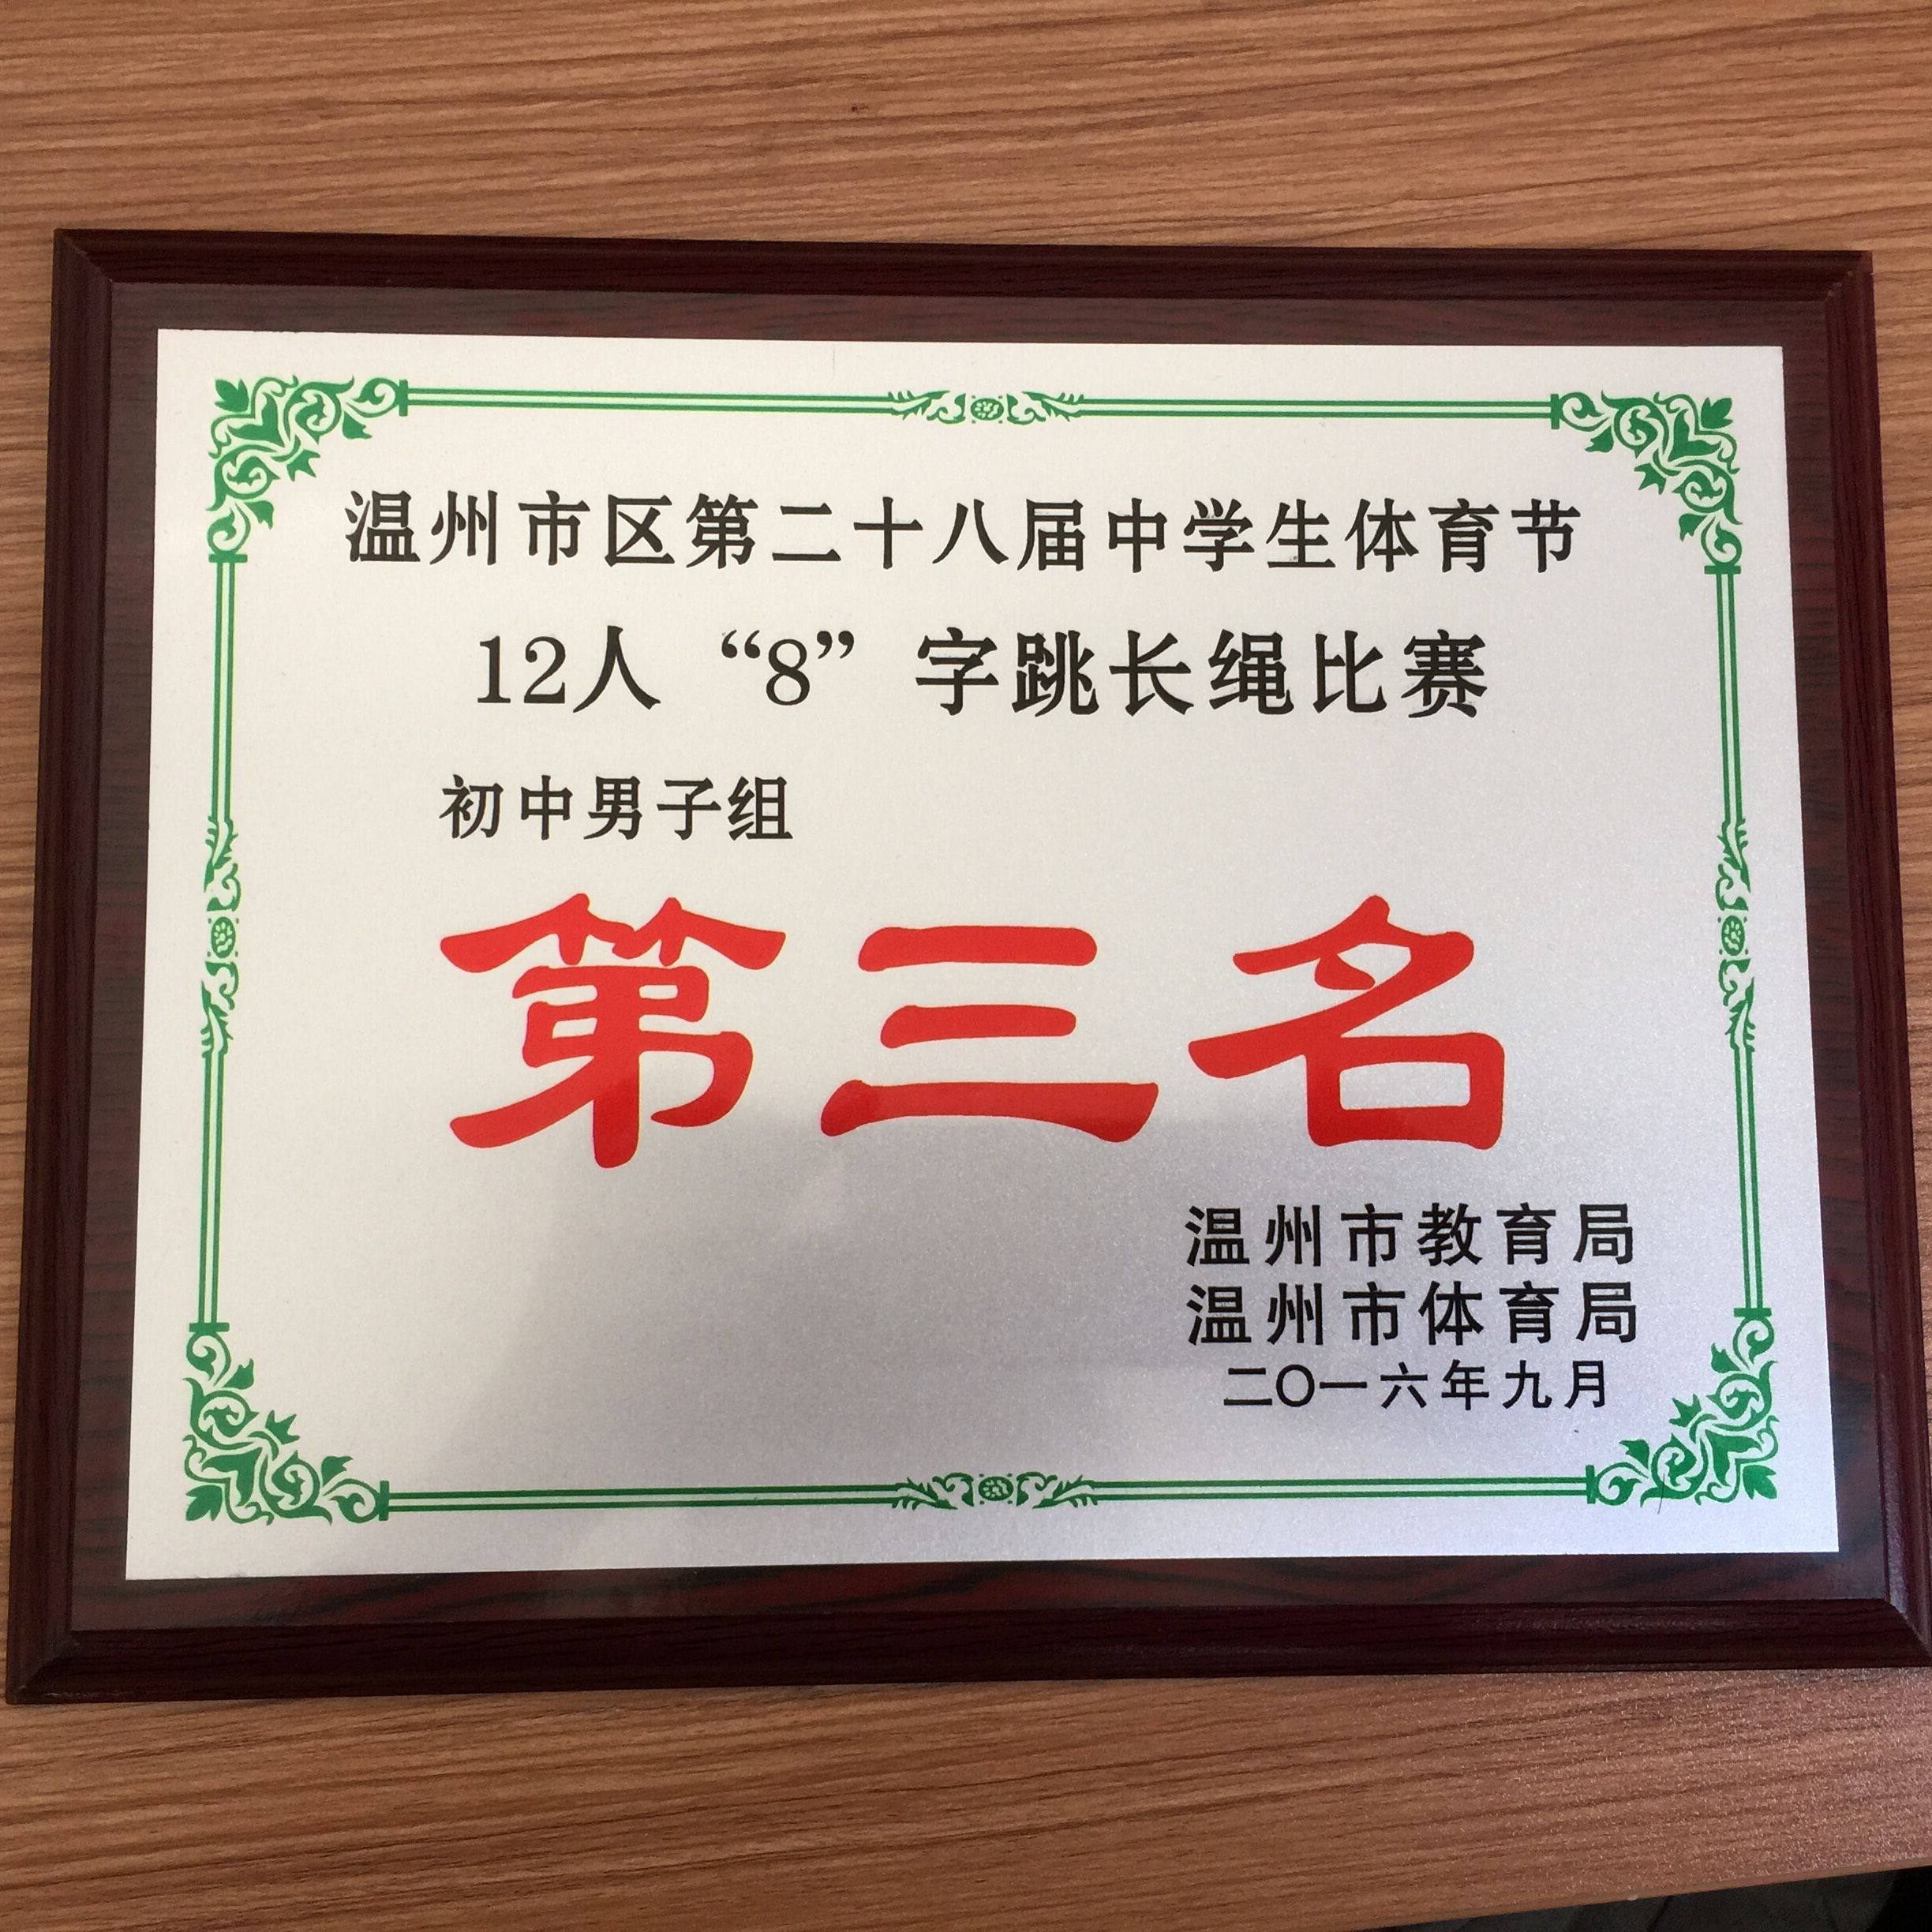 温州市区第二十八届中学生体育节
12人“8”字跳长绳比赛
初中男子组
第三名
温州市教育局
温州市体育局
二〇一六年九月